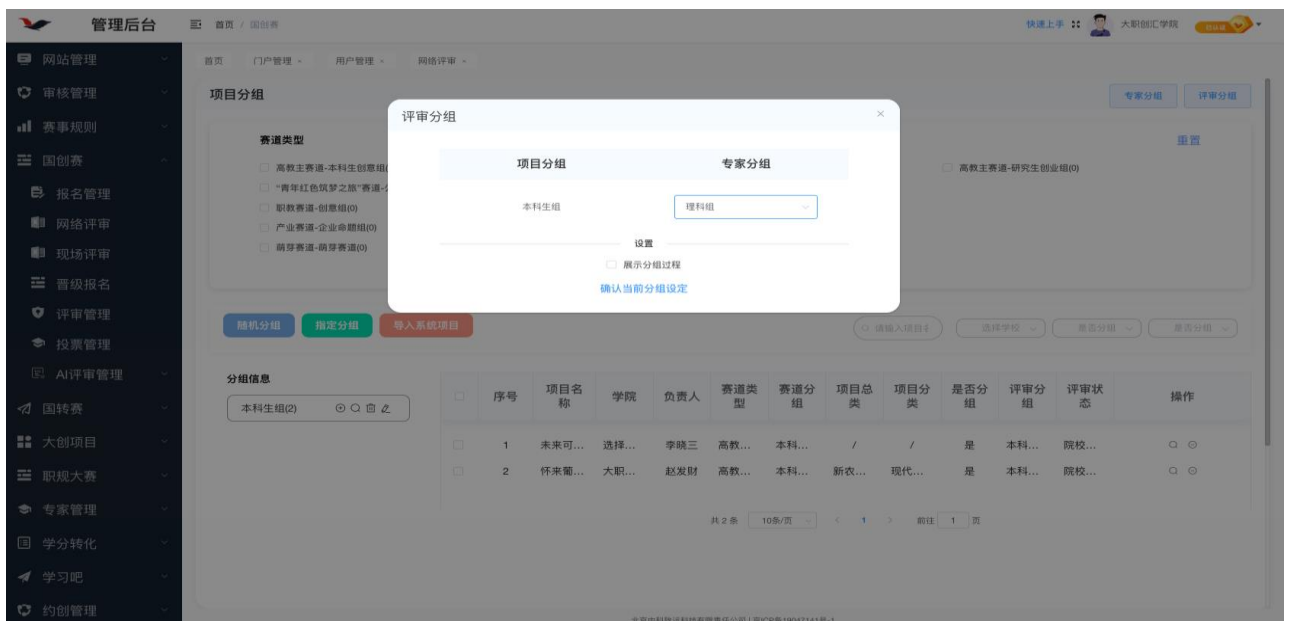 管理后台
首页 / 国创赛
快速上手
大职创汇学院
网站管理
审核管理
赛事规则
国创赛
报名管理
网络评审
现场评审
晋级报名
评审管理
投票管理
AI评审管理
国转赛
大创项目
职规大赛
专家管理
学分转化
学习吧
约创管理
首页
门户管理
用户管理
网络评审
项目分组
专家分组
评审分组
赛道类型
重置
高教主赛道-本科生创意组(
高教主赛道-研究生创业组(0)
"青年红色筑梦之旅"赛道-
职教赛道-创意组(0)
产业赛道-企业命题组(0)
萌芽赛道-萌芽赛道(0)
评审分组
项目分组 专家分组
本科生组 理科组
设置
展示分组过程
确认当前分组设定
随机分组 指定分组 导入系统项目
请输入项目 选择学校 是否分组 是否分组
分组信息
本科生组(2)
序号 项目名称 学院 负责人 赛道类型 赛道分组 项目总类 项目分类 是否分组 评审分组 评审状态 操作
1 未来可... 选择... 李晓三 高教... 本科... / / 是 本科... 院校...
2 怀来葡... 大职... 赵发财 高教... 本科... 新农... 现代... 是 本科... 院校...
共 2 条 10条/页 1 前往 1 页